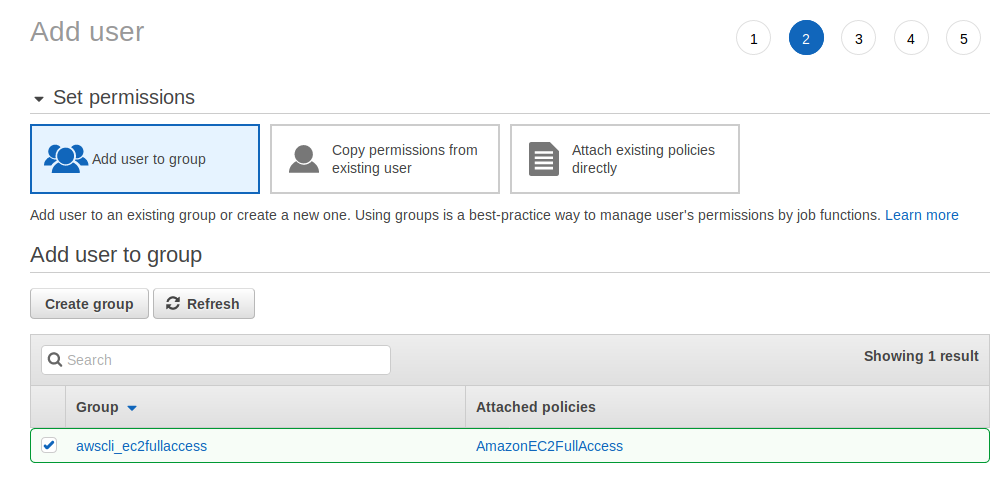 Add user
1 2 3 4 5
Set permissions
Add user to group
Copy permissions from
existing user
Attach existing policies
directly
Add user to an existing group or create a new one. Using groups is a best-practice way to manage user's permissions by job functions. Learn more
Add user to group
Create group Refresh
Search
Showing 1 result
Group Attached policies
awscli_ec2fullaccess AmazonEC2FullAccess